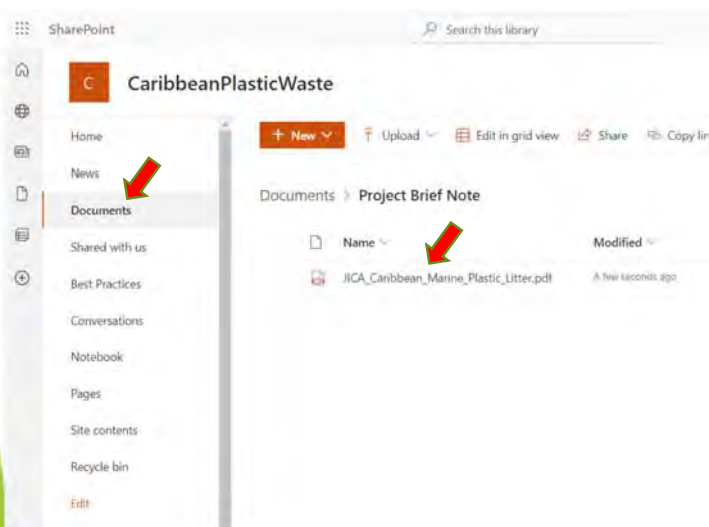 SharePoint
Search this library
C
CaribbeanPlasticWaste
+ New
Upload
Edit in grid view
Share
Copy lin
Home
News
Documents
Shared with us
Best Practices
Conversations
Notebook
Pages
Site contents
Recycle bin
Edit
Documents > Project Brief Note
Name
Modified
JICA_Caribbean_Marine_Plastic_Litter.pdf
A few seconds ago